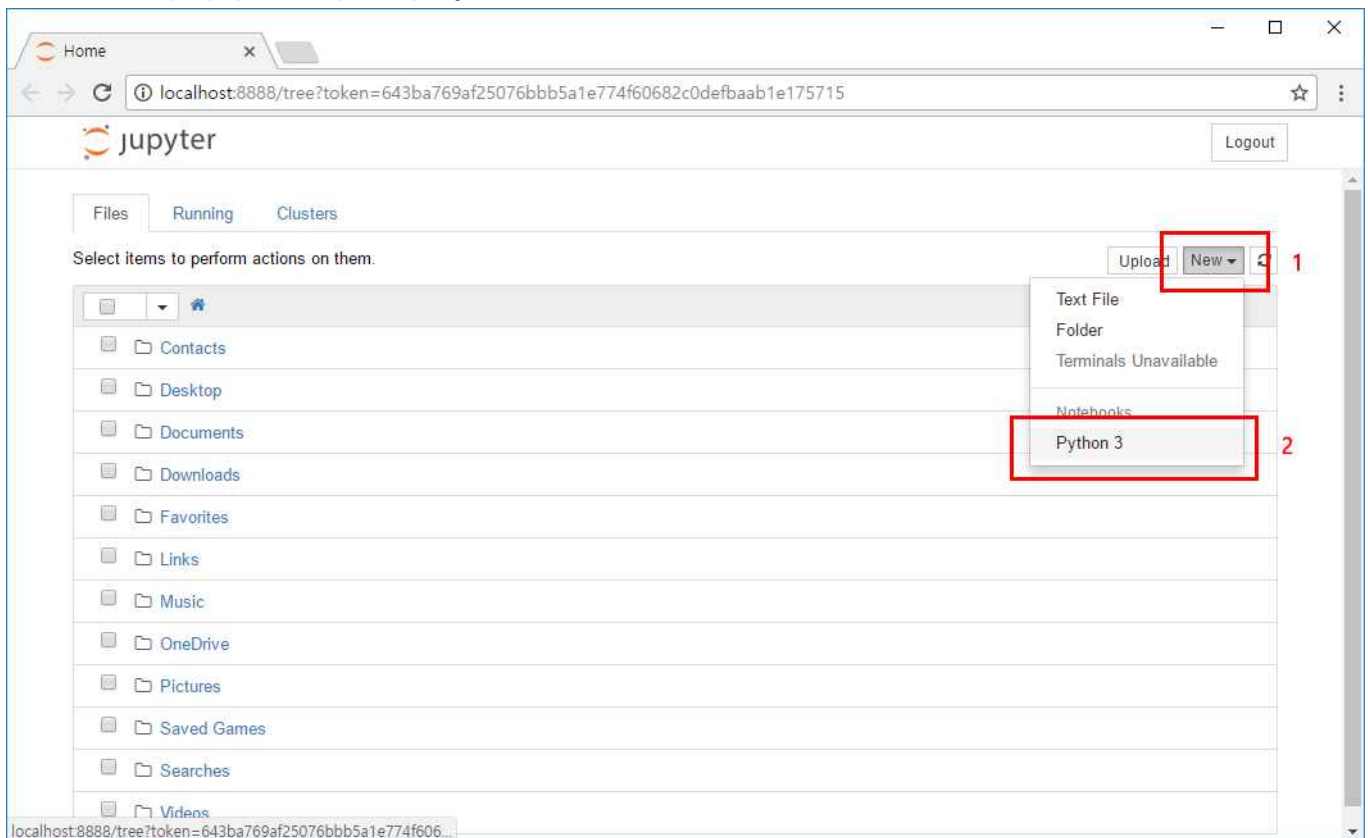 Home
localhost:8888/tree?token=643ba769af25076bbb5a1e774f60682c0defbaab1e175715
jupyter
Logout
Files Running Clusters
Select items to perform actions on them.
Upload New 1
Text File
Folder
Terminals Unavailable
Notebooks
Python 3 2
Contacts
Desktop
Documents
Downloads
Favorites
Links
Music
OneDrive
Pictures
Saved Games
Searches
Videos
localhost:8888/tree?token=643ba769af25076bbb5a1e774f606...